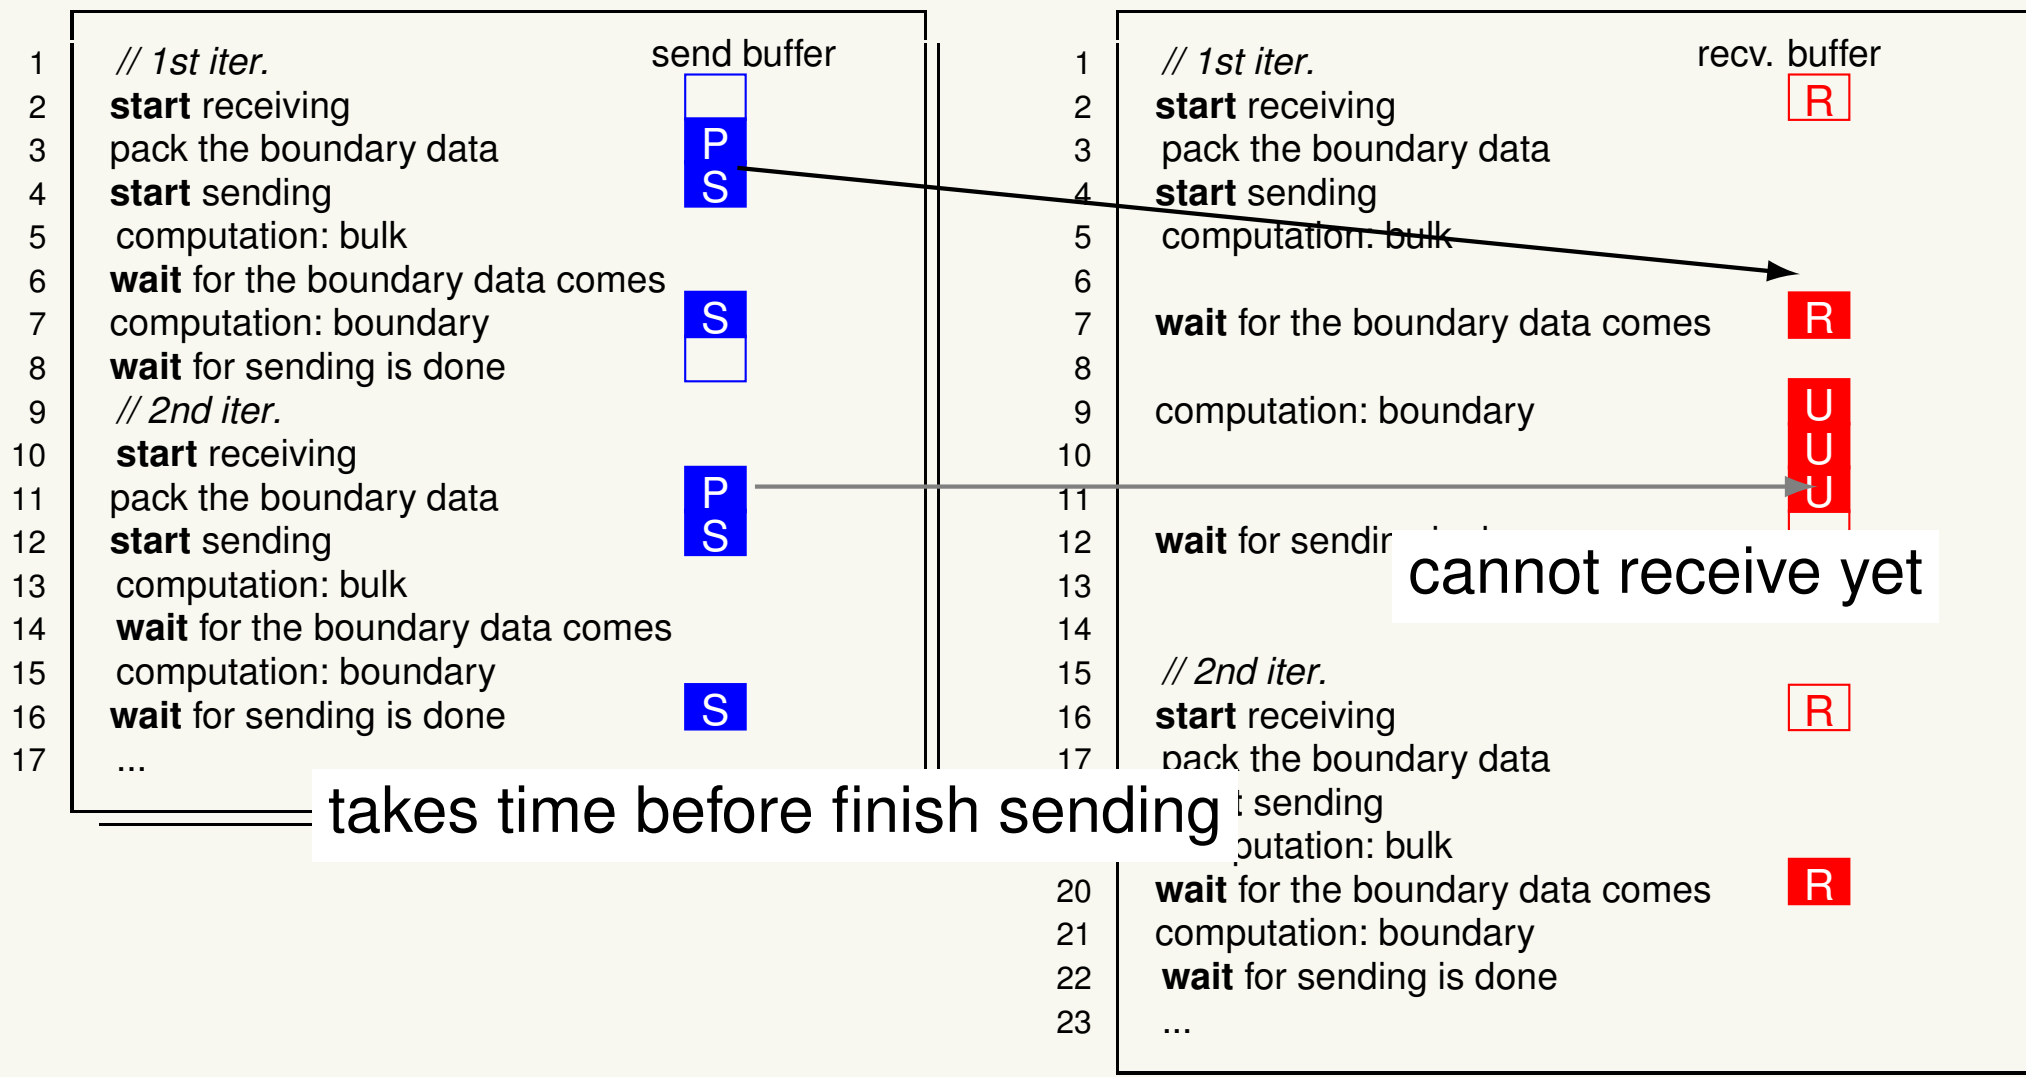 send buffer
1 // 1st iter.
2 start receiving
3 pack the boundary data P
4 start sending S
5 computation: bulk
6 wait for the boundary data comes
7 computation: boundary S
8 wait for sending is done
9 // 2nd iter.
10 start receiving
11 pack the boundary data P
12 start sending S
13 computation: bulk
14 wait for the boundary data comes
15 computation: boundary
16 wait for sending is done S
17 ...
takes time before finish sending
recv. buffer
1 // 1st iter.
2 start receiving R
3 pack the boundary data
4 start sending
5 computation: bulk
6
7 wait for the boundary data comes R
8
9 computation: boundary U
10 U
11 U
12 wait for
cannot receive yet
13
14
15 // 2nd iter.
16 start receiving R
17 pack the boundary data
sending
bulk
20 wait for the boundary data comes R
21 computation: boundary
22 wait for sending is done
23 ...